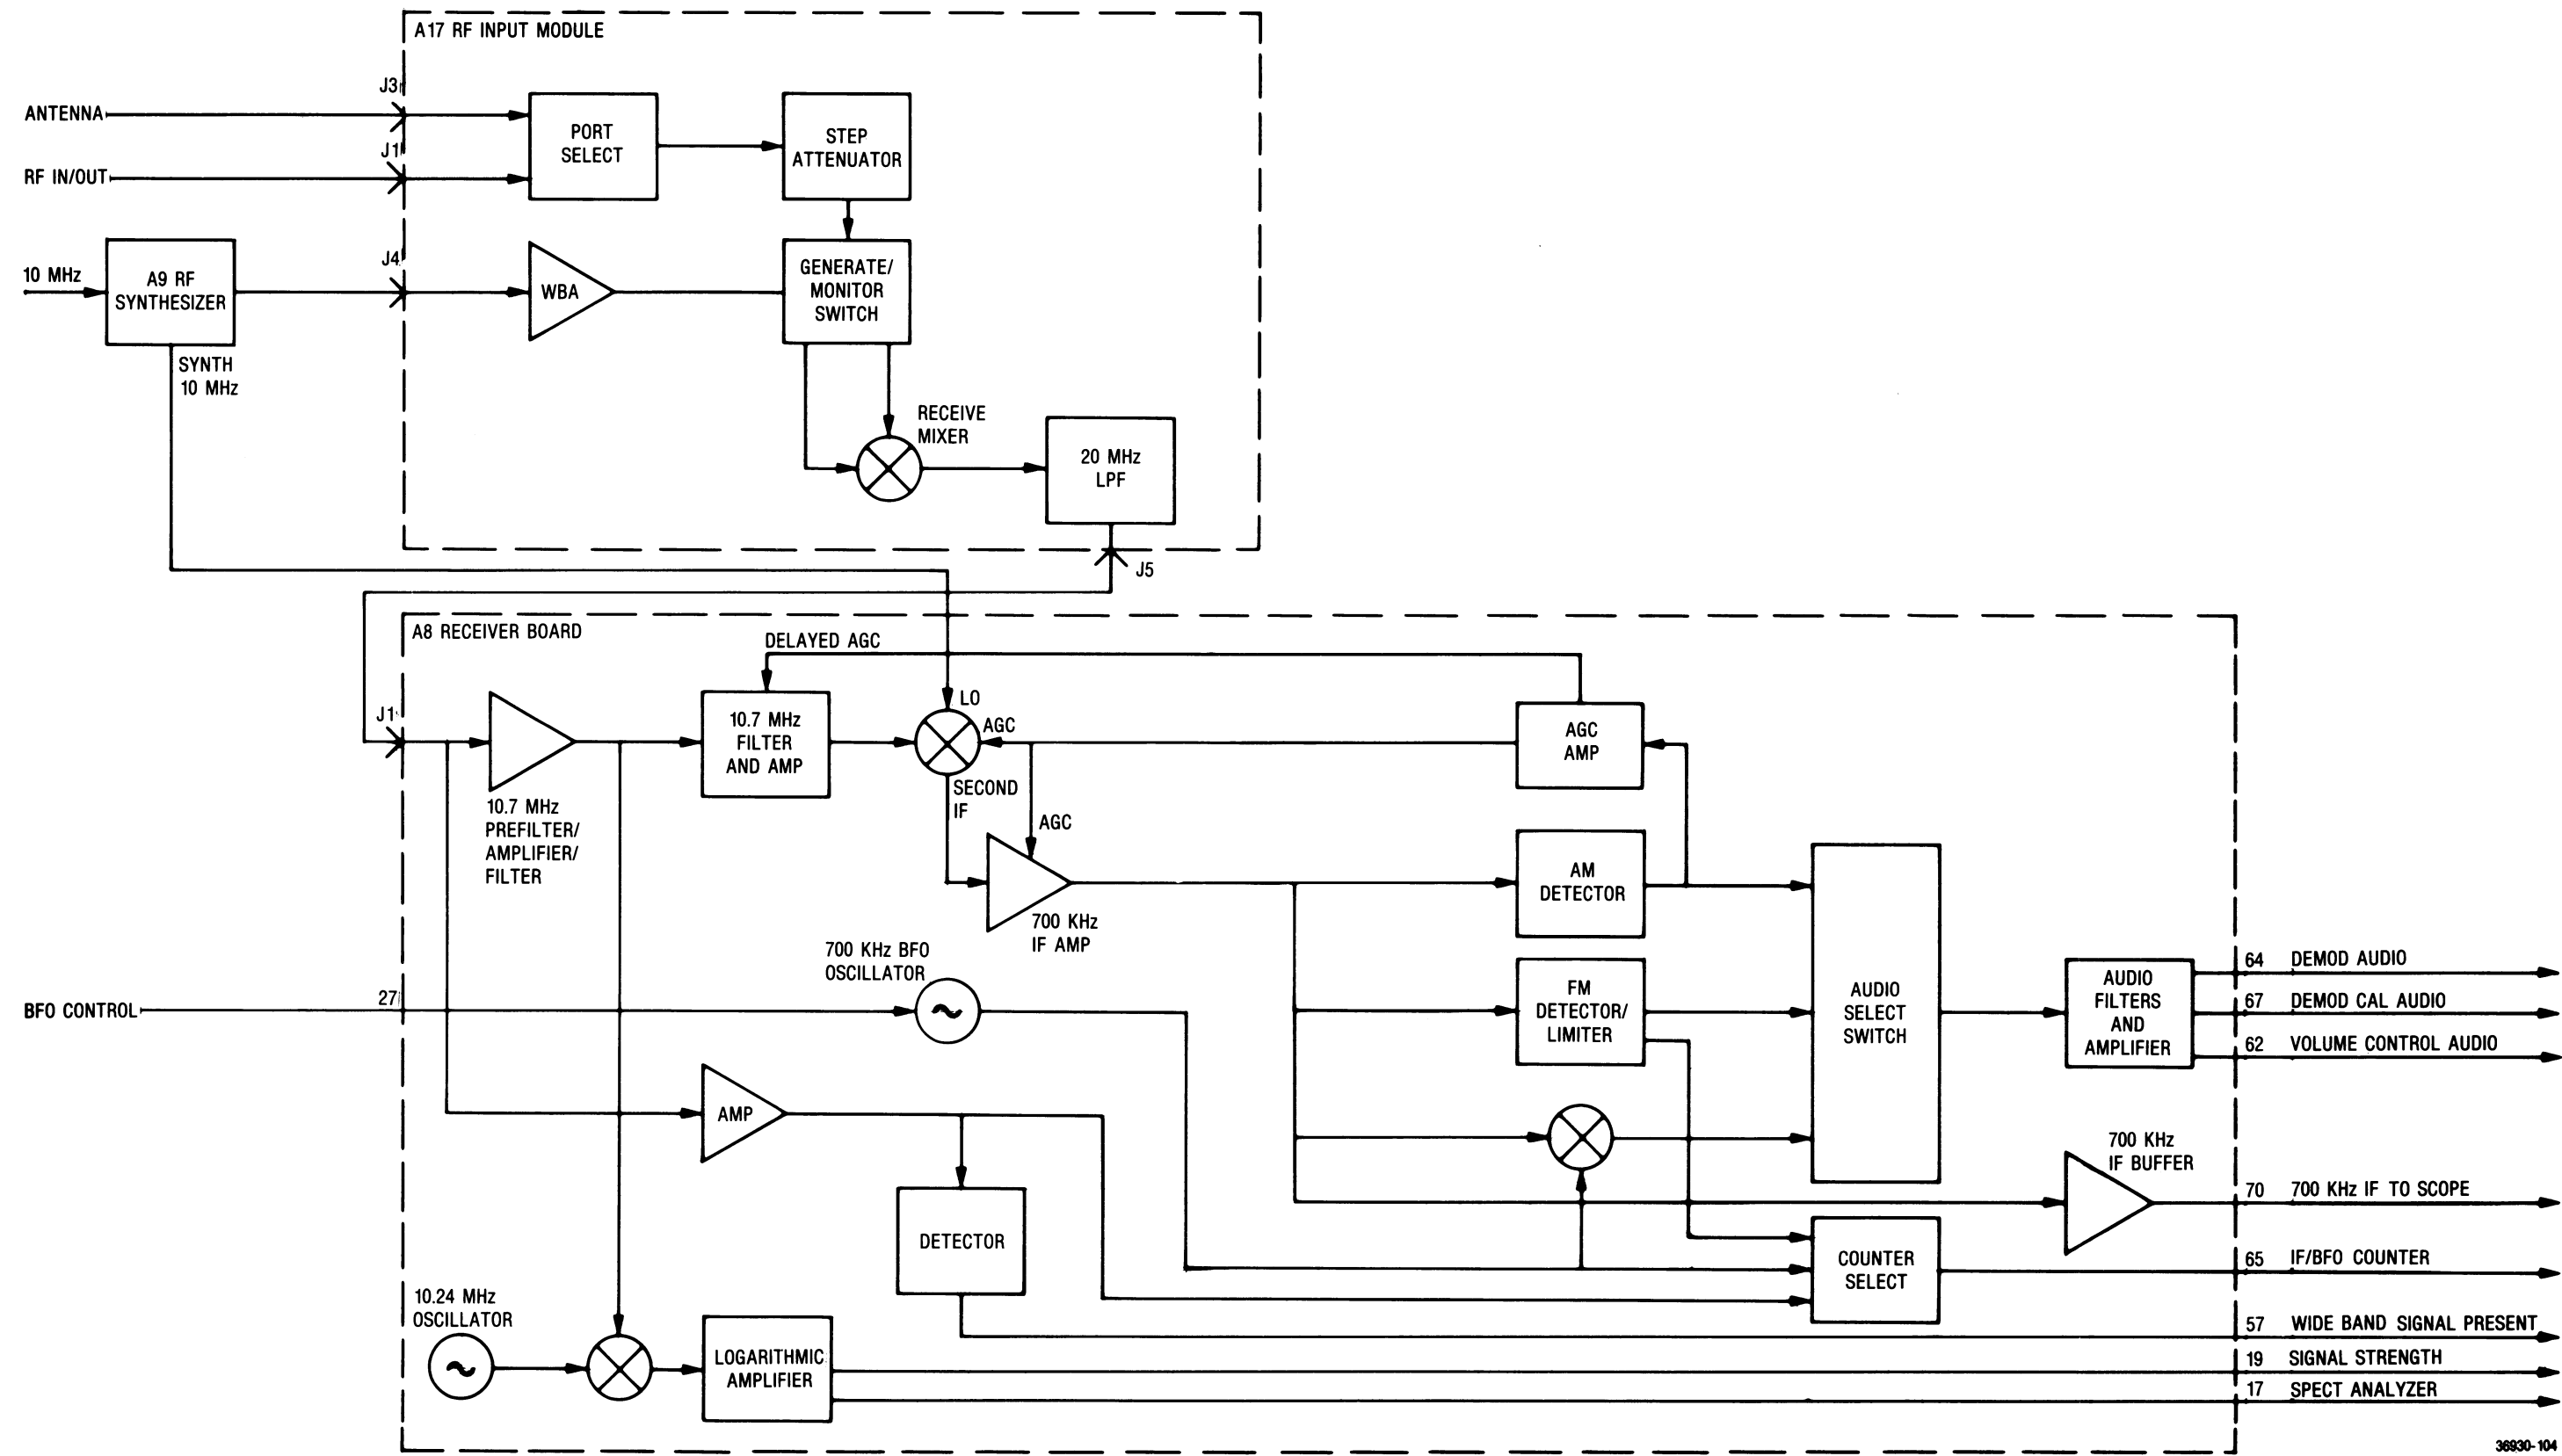 A17 RF INPUT MODULE
J3
ANTENNA
PORT
SELECT
STEP
ATTENUATOR
J1
RF IN/OUT
10 MHz
A9 RF
SYNTHESIZER
J4
WBA
GENERATE/
MONITOR
SWITCH
SYNTH
10 MHz
RECEIVE
MIXER
20 MHz
LPF
J5
A8 RECEIVER BOARD
DELAYED AGC
J1
10.7 MHz
PREFILTER/
AMPLIFIER/
FILTER
10.7 MHz
FILTER
AND AMP
LO
AGC
SECOND
IF
AGC
AGC
AMP
700 KHz
IF AMP
AM
DETECTOR
700 KHz BFO
OSCILLATOR
BFO CONTROL
27
FM
DETECTOR/
LIMITER
AUDIO
SELECT
SWITCH
AUDIO
FILTERS
AND
AMPLIFIER
64 DEMOD AUDIO
67 DEMOD CAL AUDIO
62 VOLUME CONTROL AUDIO
AMP
700 KHz
IF BUFFER
70 700 KHz IF TO SCOPE
DETECTOR
COUNTER
SELECT
65 IF/BFO COUNTER
10.24 MHz
OSCILLATOR
LOGARITHMIC
AMPLIFIER
57 WIDE BAND SIGNAL PRESENT
19 SIGNAL STRENGTH
17 SPECT ANALYZER
36930-104